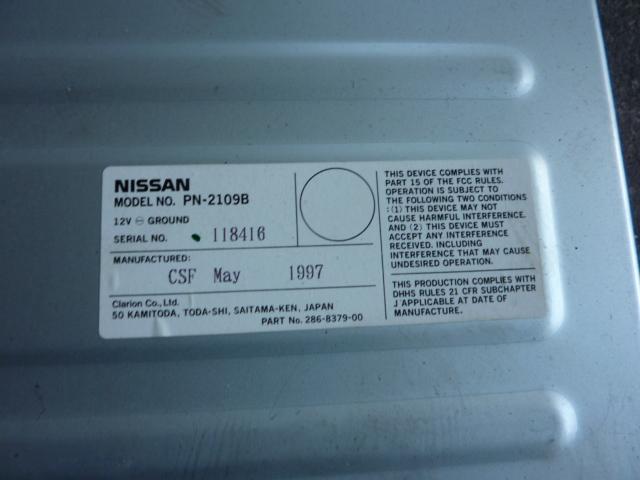 NISSAN
MODEL NO. PN-2109B
12V ⊖ GROUND
SERIAL NO. 118416
MANUFACTURED:
CSF May 1997
Clarion Co., Ltd.
50 KAMITODA, TODA-SHI, SAITAMA-KEN, JAPAN
PART No. 286-8379-00
THIS DEVICE COMPLIES WITH
PART 15 OF THE FCC RULES.
OPERATION IS SUBJECT TO
THE FOLLOWING TWO CONDITIONS
:(1) THIS DEVICE MAY NOT
CAUSE HARMFUL INTERFERENCE.
AND (2) THIS DEVICE MUST
ACCEPT ANY INTERFERENCE
RECEIVED. INCLUDING
INTERFERENCE THAT MAY CAUSE
UNDESIRED OPERATION.
THIS PRODUCTION COMPLIES WITH
DHHS RULES 21 CFR SUBCHAPTER
J APPLICABLE AT DATE OF
MANUFACTURE.